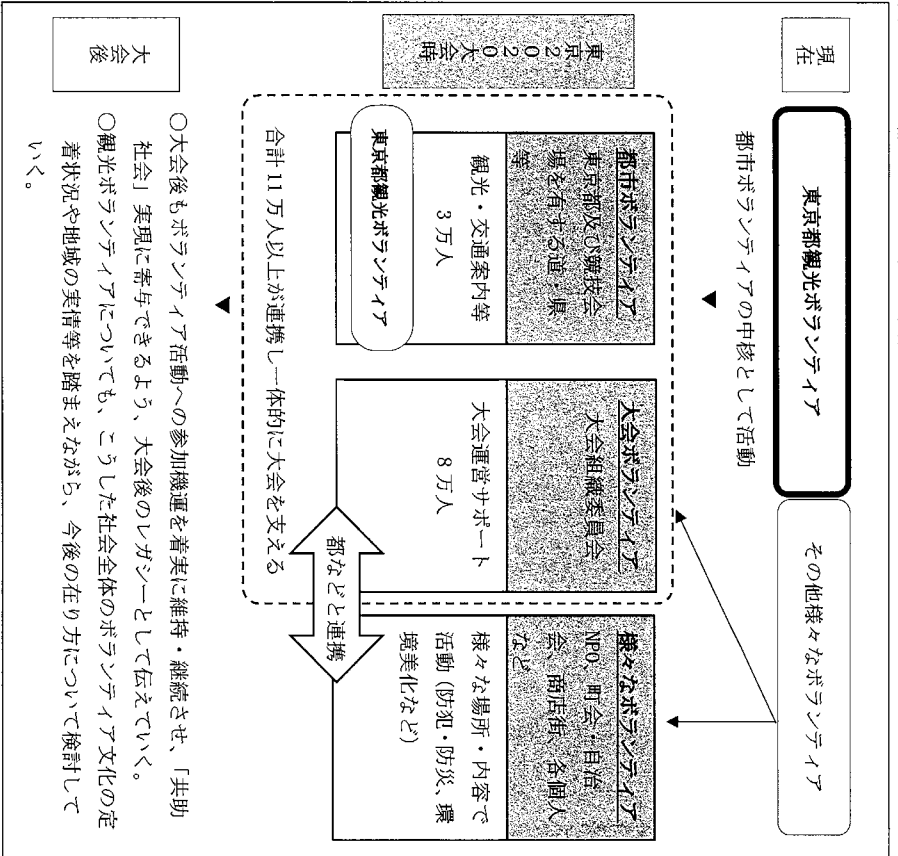 現在
東京都観光ボランティア
その他様々なボランティア
都市ボランティアの中核として活動
東京2020大会時
都市ボランティア
東京都及び競技会
場を有する道・県
等
観光・交通案内等
3万人
東京都観光ボランティア
大会ボランティア
大会組織委員会
大会運営サポート
8万人
様々なボランティア
NPO、町会・自治
会、商店街、各個人
など
様々な場所・内容で
活動(防犯・防災、環
境美化など)
都などと連携
合計11万人以上が連携し一体的に大会を支える
大会後
○大会後もボランティア活動への参加機運を着実に維持・継続させ、「共助
社会」実現に寄与できるよう、大会後のレガシーとして伝えていく。
○観光ボランティアについても、こうした社会全体のボランティア文化の定
着状況や地域の実情等を踏まえながら、今後の在り方について検討して
いく。